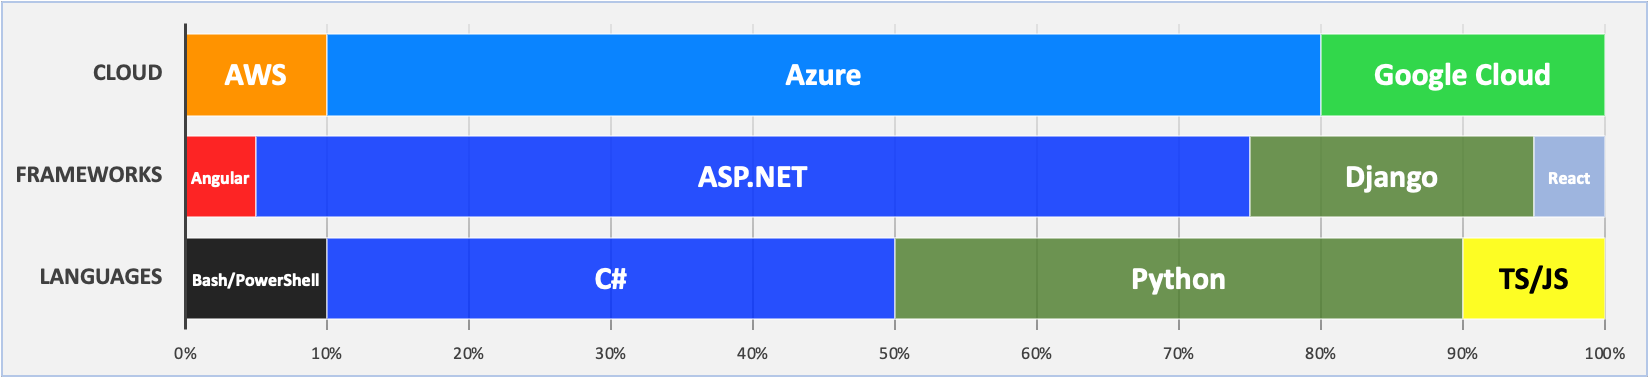 CLOUD
AWS
Azure
Google Cloud
FRAMEWORKS
Angular
ASP.NET
Django
React
LANGUAGES
Bash/PowerShell
C#
Python
TS/JS
0% 10% 20% 30% 40% 50% 60% 70% 80% 90% 100%